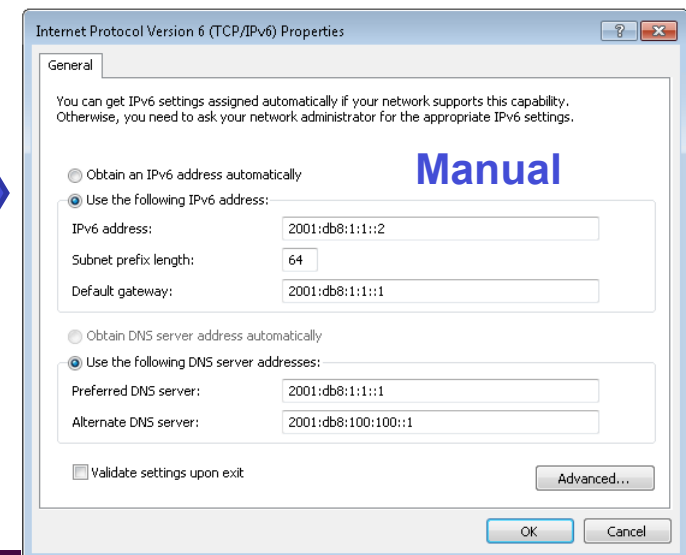 Internet Protocol Version 6 (TCP/IPv6) Properties
General
You can get IPv6 settings assigned automatically if your network supports this capability.
Otherwise, you need to ask your network administrator for the appropriate IPv6 settings.
Manual
Obtain an IPv6 address automatically
Use the following IPv6 address:
IPv6 address: 2001:db8:1:1::2
Subnet prefix length: 64
Default gateway: 2001:db8:1:1::1
Obtain DNS server address automatically
Use the following DNS server addresses:
Preferred DNS server: 2001:db8:1:1::1
Alternate DNS server: 2001:db8:100:100::1
Validate settings upon exit
Advanced...
OK Cancel